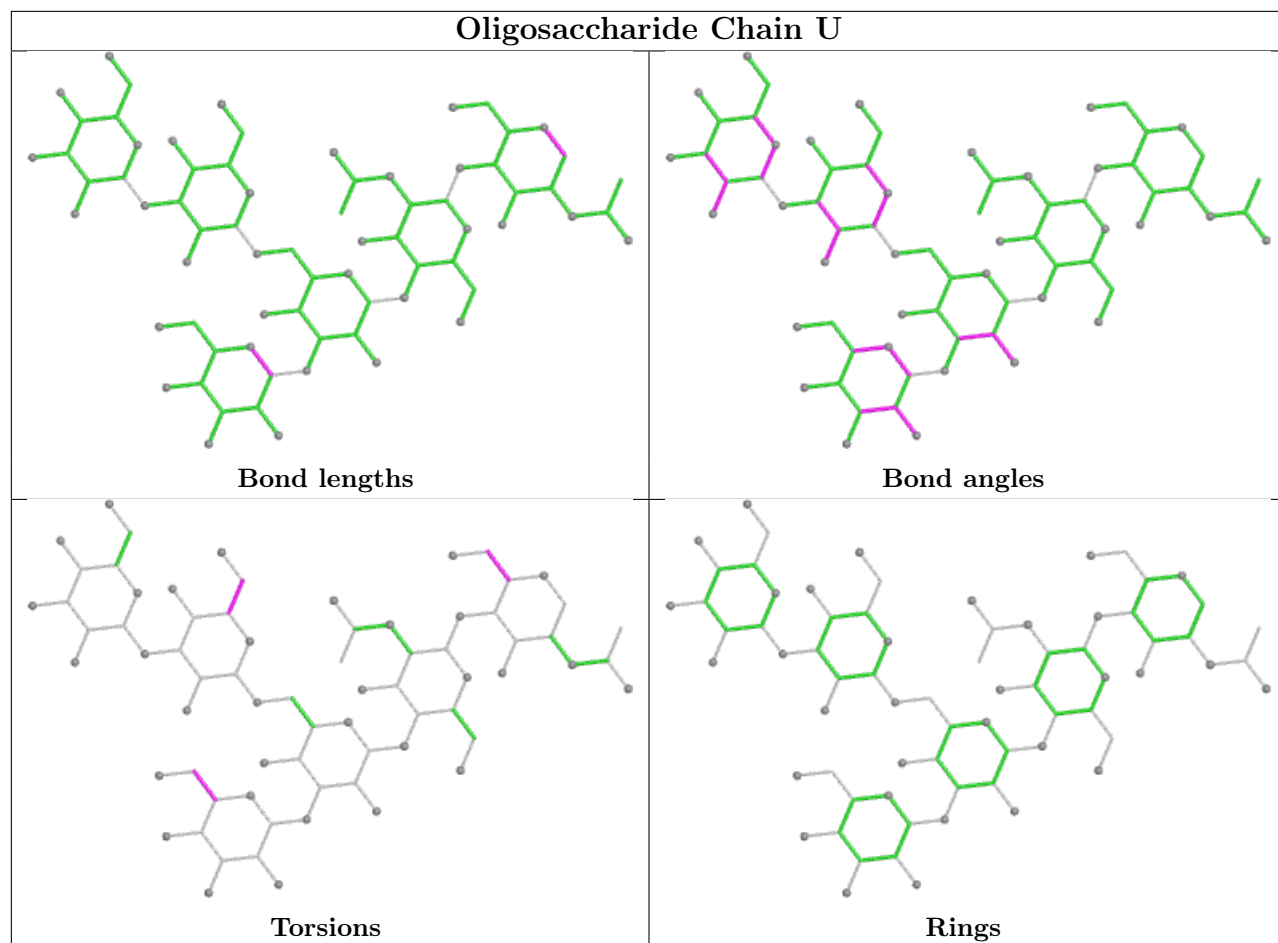 Oligosaccharide Chain U
Bond lengths
Bond angles
Torsions
Rings